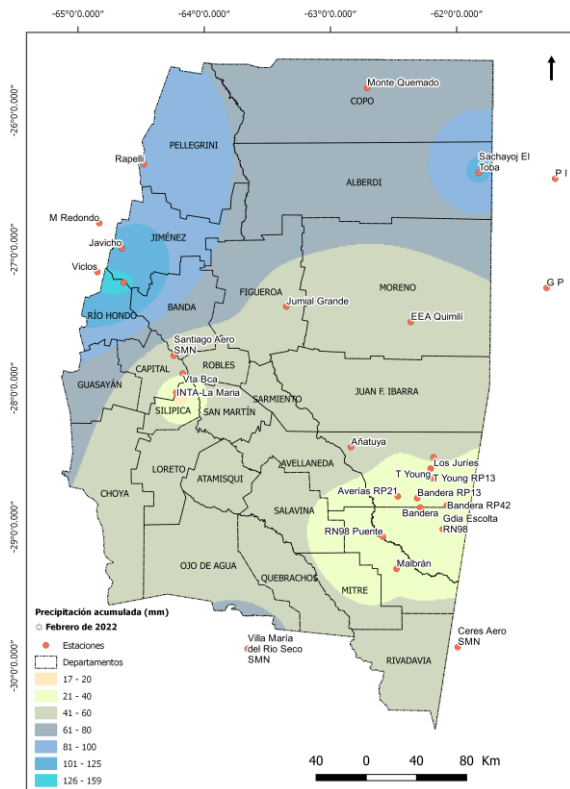 -65°0'0.000"
-64°0'0.000"
-63°0'0.000"
-62°0'0.000"
-26°0'0.000"
-27°0'0.000"
-28°0'0.000"
-29°0'0.000"
-30°0'0.000"
Monte Quemado
COPO
PELLEGRINI
Rapelli
Sachayoj El
Toba
P I
ALBERDI
M Redondo
Javicho
JIMÉNEZ
Viclos
G P
MORENO
FIGUEROA
BANDA
Jumial Grande
RÍO HONDO
EEA Quimilí
Santiago Aero
SMN
CAPITAL
ROBLES
GUASAYÁN
Vta Bca
INTA-La Maria
SARMIENTO
JUAN F. IBARRA
SILIPICA
SAN MARTÍN
Añatuya
AVELLANEDA
Los Juríes
LORETO
T Young
T Young RP13
ATAMISQUI
CHOYA
Averías RP21
Bandera RP13
SALAVINA
Bandera RP42
Bandera
Gdia Escolta
RN98
RN98 Puente
OJO DE AGUA
Malbrán
QUEBRACHOS
MITRE
Precipitación acumulada (mm)
Febrero de 2022
Estaciones
Departamentos
17 - 20
21 - 40
41 - 60
61 - 80
81 - 100
101 - 125
126 - 159
Villa María
del Rio Seco
SMN
Ceres Aero
SMN
RIVADAVIA
40 0 40 80 Km